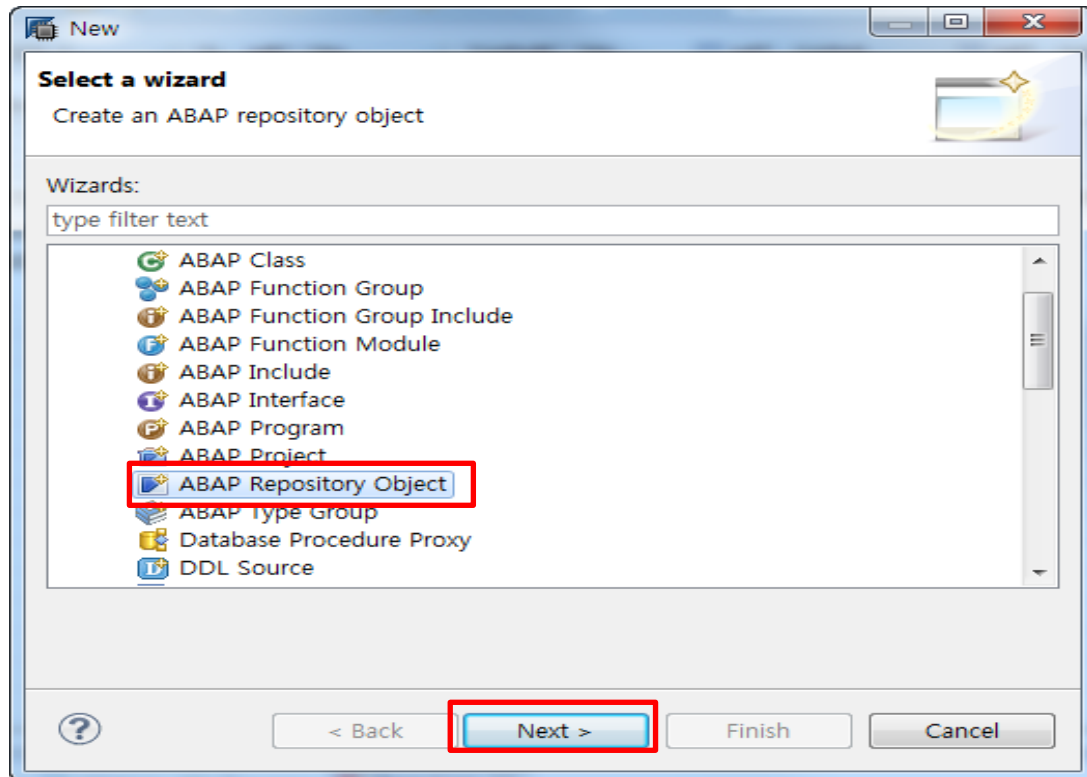 New
Select a wizard
Create an ABAP repository object
Wizards:
type filter text
ABAP Class
ABAP Function Group
ABAP Function Group Include
ABAP Function Module
ABAP Include
ABAP Interface
ABAP Program
ABAP Project
ABAP Repository Object
ABAP Type Group
Database Procedure Proxy
DDL Source
< Back Next > Finish Cancel